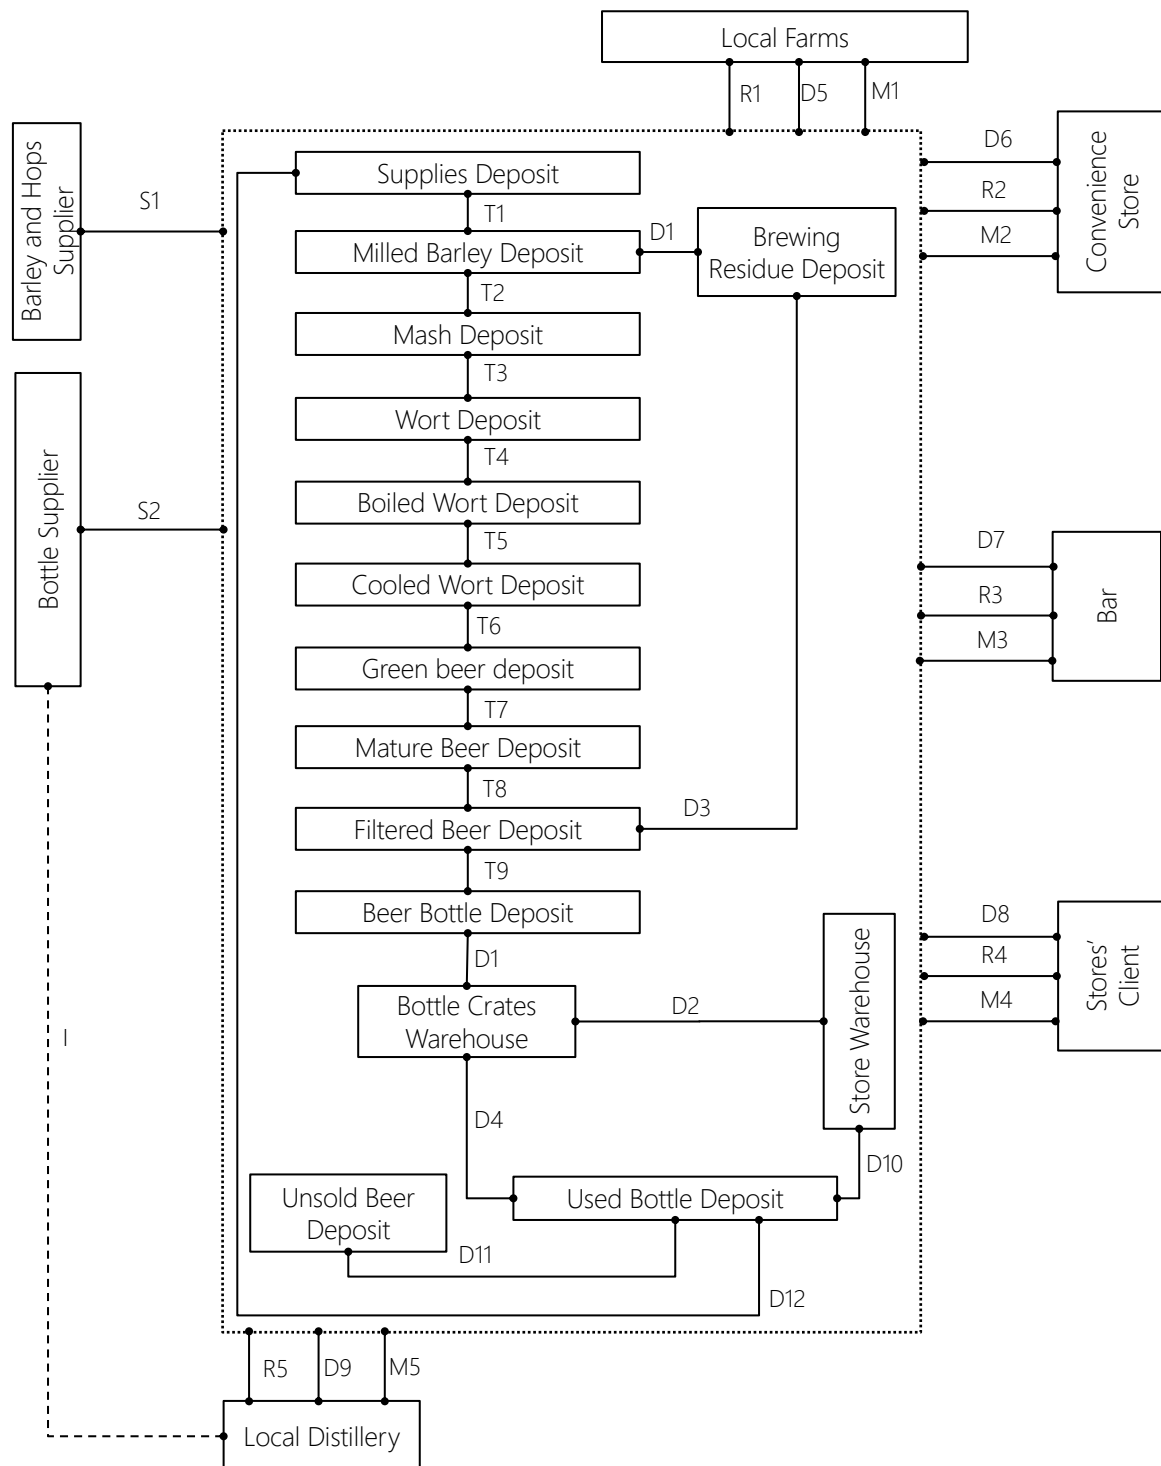 Local Farms
R1
D5
M1
Barley and Hops
Supplier
S1
Supplies Deposit
T1
Milled Barley Deposit
D1
Brewing
Residue Deposit
T2
Mash Deposit
T3
Wort Deposit
T4
Boiled Wort Deposit
T5
Cooled Wort Deposit
T6
Green beer deposit
T7
Mature Beer Deposit
T8
Filtered Beer Deposit
D3
T9
Beer Bottle Deposit
D1
Bottle Crates
Warehouse
D2
Store Warehouse
D4
D10
Used Bottle Deposit
Unsold Beer
Deposit
D11
D12
D6
R2
M2
Convenience
Store
D7
R3
M3
Bar
D8
R4
M4
Stores'
Client
Bottle Supplier
S2
I
R5
D9
M5
Local Distillery